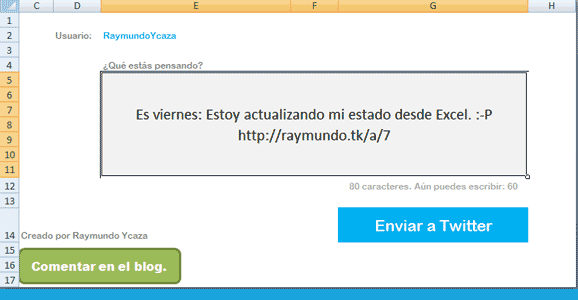 C D E F G H
1
2 Usuario: RaymundoYcaza
3
4 ¿Qué estás pensando?
5
6
7 Es viernes: Estoy actualizando mi estado desde Excel. :-P
8
9 http://raymundo.tk/a/7
10
11
12 80 caracteres. Aún puedes escribir: 60
13
Enviar a Twitter
14 Creado por Raymundo Ycaza
15
16 Comentar en el blog.
17